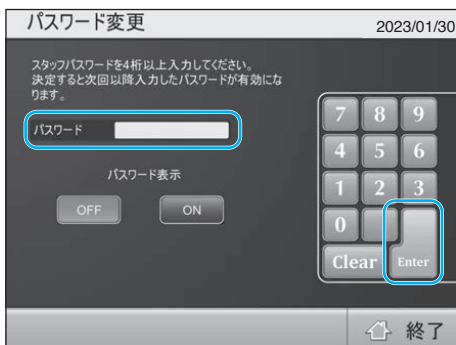 パスワード変更
2023/01/30
スタッフパスワードを4桁以上入力してください。
決定すると次回以降入力したパスワードが有効にな
ります。
パスワード
パスワード表示
OFF ON
7 8 9
4 5 6
1 2 3
0
Clear Enter
終了